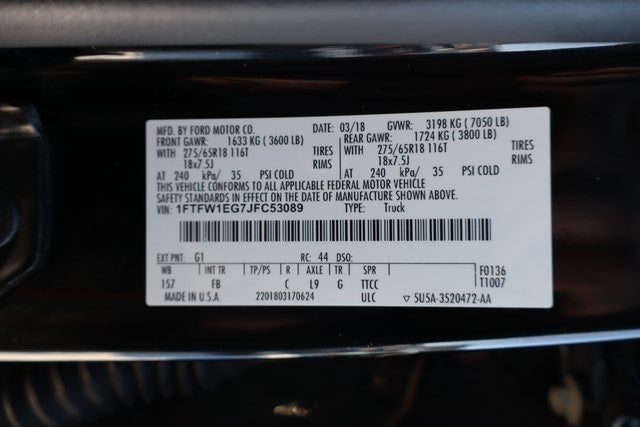 MFD. BY FORD MOTOR CO. DATE: 03/18 GVWR: 3198 KG ( 7050 LB)
FRONT GAWR: 1633 KG ( 3600 LB) REAR GAWR: 1724 KG ( 3800 LB)
WITH 275/65R18 116T TIRES WITH 275/65R18 116T TIRES
18x7.5J RIMS 18x7.5J RIMS
AT 240 kPa/ 35 PSI COLD AT 240 kPa/ 35 PSI COLD
THIS VEHICLE CONFORMS TO ALL APPLICABLE FEDERAL MOTOR VEHICLE
SAFETY STANDARDS IN EFFECT ON THE DATE OF MANUFACTURE SHOWN ABOVE.
VIN: 1FTFW1EG7JFC53089 TYPE: Truck
EXT PNT: G1 RC: 44 DSO:
WB INT TR TP/PS R AXLE TR SPR F0136
157 FB C L9 G TTCC T1007
MADE IN U.S.A. 2201803170624 ULC ▽ 5U5A-3520472-AA